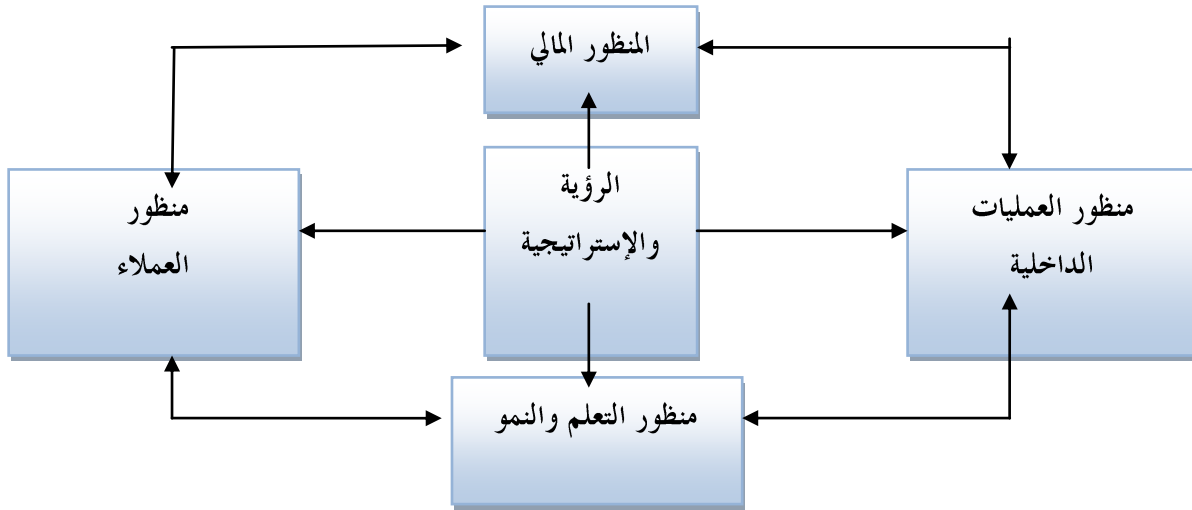 المنظور المالي
الرؤية
والإستراتيجية
منظور العمليات
الداخلية
منظور
العملاء
منظور التعلم والنمو